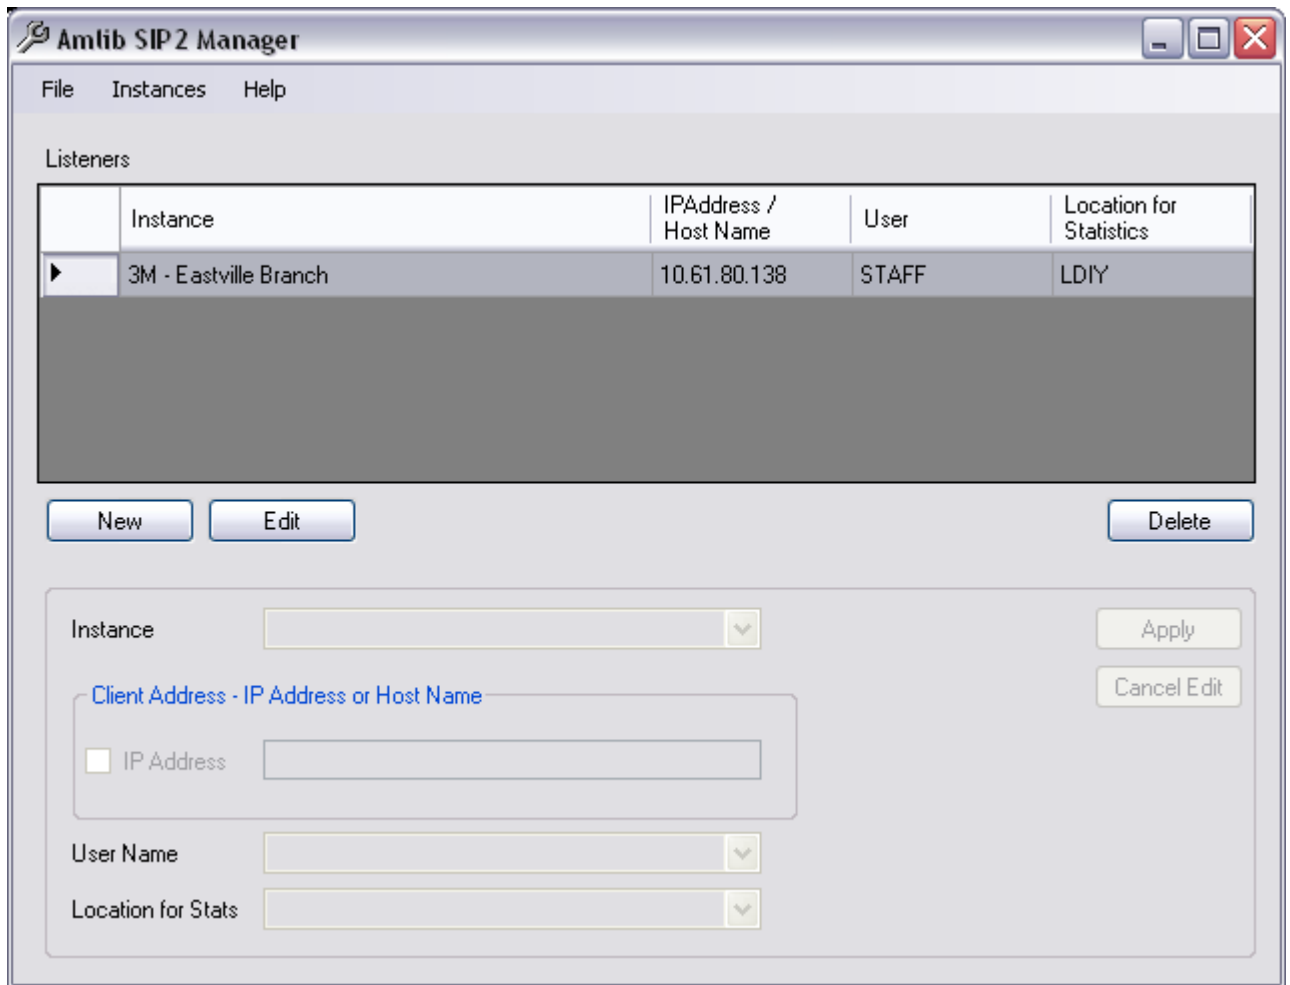 Amlib SIP2 Manager
File Instances Help
Listeners
Instance IPAddress / Host Name User Location for Statistics
3M - Eastville Branch 10.61.80.138 STAFF LDIY
New Edit Delete
Instance Apply
Client Address - IP Address or Host Name Cancel Edit
IP Address
User Name
Location for Stats